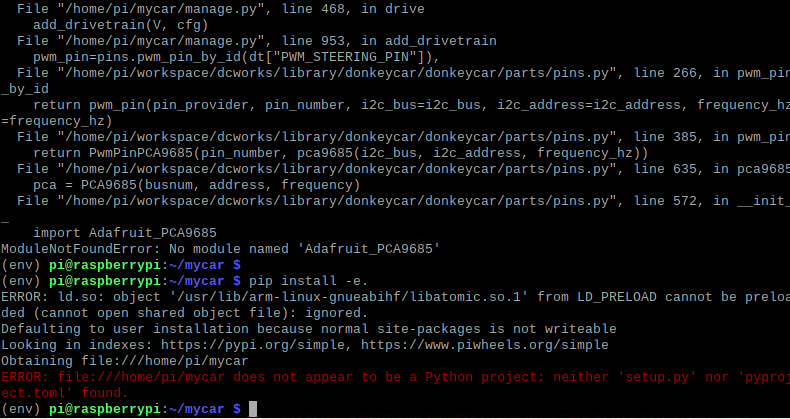 File "/home/pi/mycar/manage.py", line 468, in drive
add_drivetrain(V, cfg)
File "/home/pi/mycar/manage.py", line 953, in add_drivetrain
pwm_pin=pins.pwm_pin_by_id(dt["PWM_STEERING_PIN"]),
File "/home/pi/workspace/dcworks/library/donkeycar/donkeycar/parts/pins.py", line 266, in pwm_pin
_by_id
return pwm_pin(pin_provider, pin_number, i2c_bus=i2c_bus, i2c_address=i2c_address, frequency_hz
=frequency_hz)
File "/home/pi/workspace/dcworks/library/donkeycar/donkeycar/parts/pins.py", line 385, in pwm_pin
return PwmPinPCA9685(pin_number, pca9685(i2c_bus, i2c_address, frequency_hz))
File "/home/pi/workspace/dcworks/library/donkeycar/donkeycar/parts/pins.py", line 635, in pca9685
pca = PCA9685(busnum, address, frequency)
File "/home/pi/workspace/dcworks/library/donkeycar/donkeycar/parts/pins.py", line 572, in __init_
_
import Adafruit_PCA9685
ModuleNotFoundError: No module named 'Adafruit_PCA9685'
(env) pi@raspberrypi:~/mycar $
(env) pi@raspberrypi:~/mycar $ pip install -e.
ERROR: ld.so: object '/usr/lib/arm-linux-gnueabihf/libatomic.so.1' from LD_PRELOAD cannot be preloa
ded (cannot open shared object file): ignored.
Defaulting to user installation because normal site-packages is not writeable
Looking in indexes: https://pypi.org/simple, https://www.piwheels.org/simple
Obtaining file:///home/pi/mycar
ERROR: file:///home/pi/mycar does not appear to be a Python project: neither 'setup.py' nor 'pyproj
ect.toml' found.
(env) pi@raspberrypi:~/mycar $